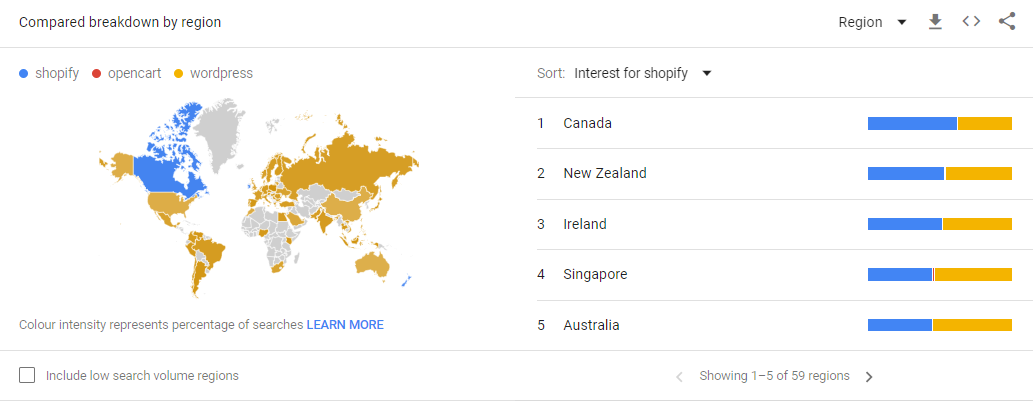 Compared breakdown by region
Region
shopify opencart wordpress
Sort: Interest for shopify
1 Canada
2 New Zealand
3 Ireland
4 Singapore
5 Australia
Colour intensity represents percentage of searches LEARN MORE
Include low search volume regions
Showing 1–5 of 59 regions